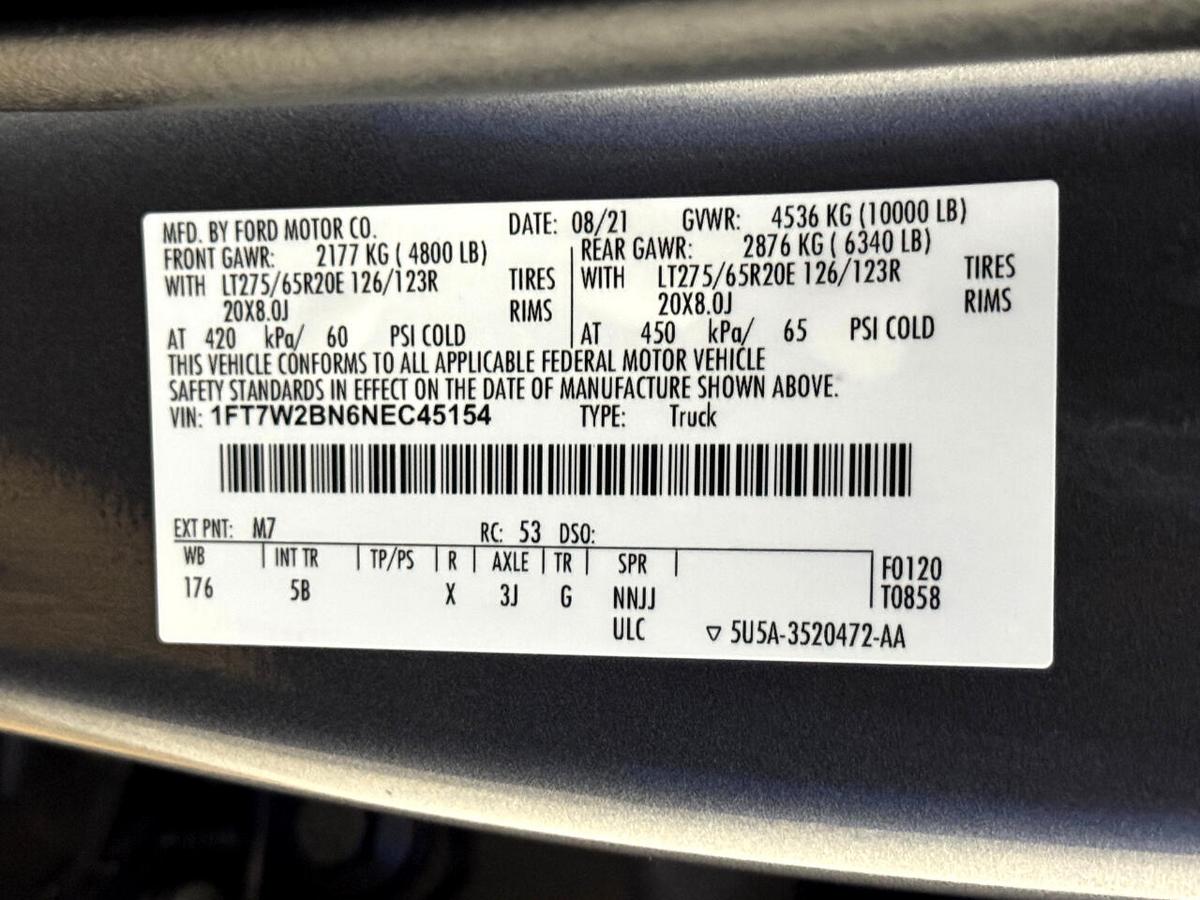 MFD. BY FORD MOTOR CO. DATE: 08/21 GVWR: 4536 KG (10000 LB)
FRONT GAWR: 2177 KG ( 4800 LB) REAR GAWR: 2876 KG ( 6340 LB)
WITH LT275/65R20E 126/123R TIRES WITH LT275/65R20E 126/123R TIRES
20X8.0J RIMS 20X8.0J RIMS
AT 420 kPa/ 60 PSI COLD AT 450 kPa/ 65 PSI COLD
THIS VEHICLE CONFORMS TO ALL APPLICABLE FEDERAL MOTOR VEHICLE
SAFETY STANDARDS IN EFFECT ON THE DATE OF MANUFACTURE SHOWN ABOVE.
VIN: 1FT7W2BN6NEC45154 TYPE: Truck
EXT PNT: M7 RC: 53 DSO:
WB INT TR TP/PS R AXLE TR SPR F0120
176 5B X 3J G NNJJ T0858
ULC ▽ 5U5A-3520472-AA